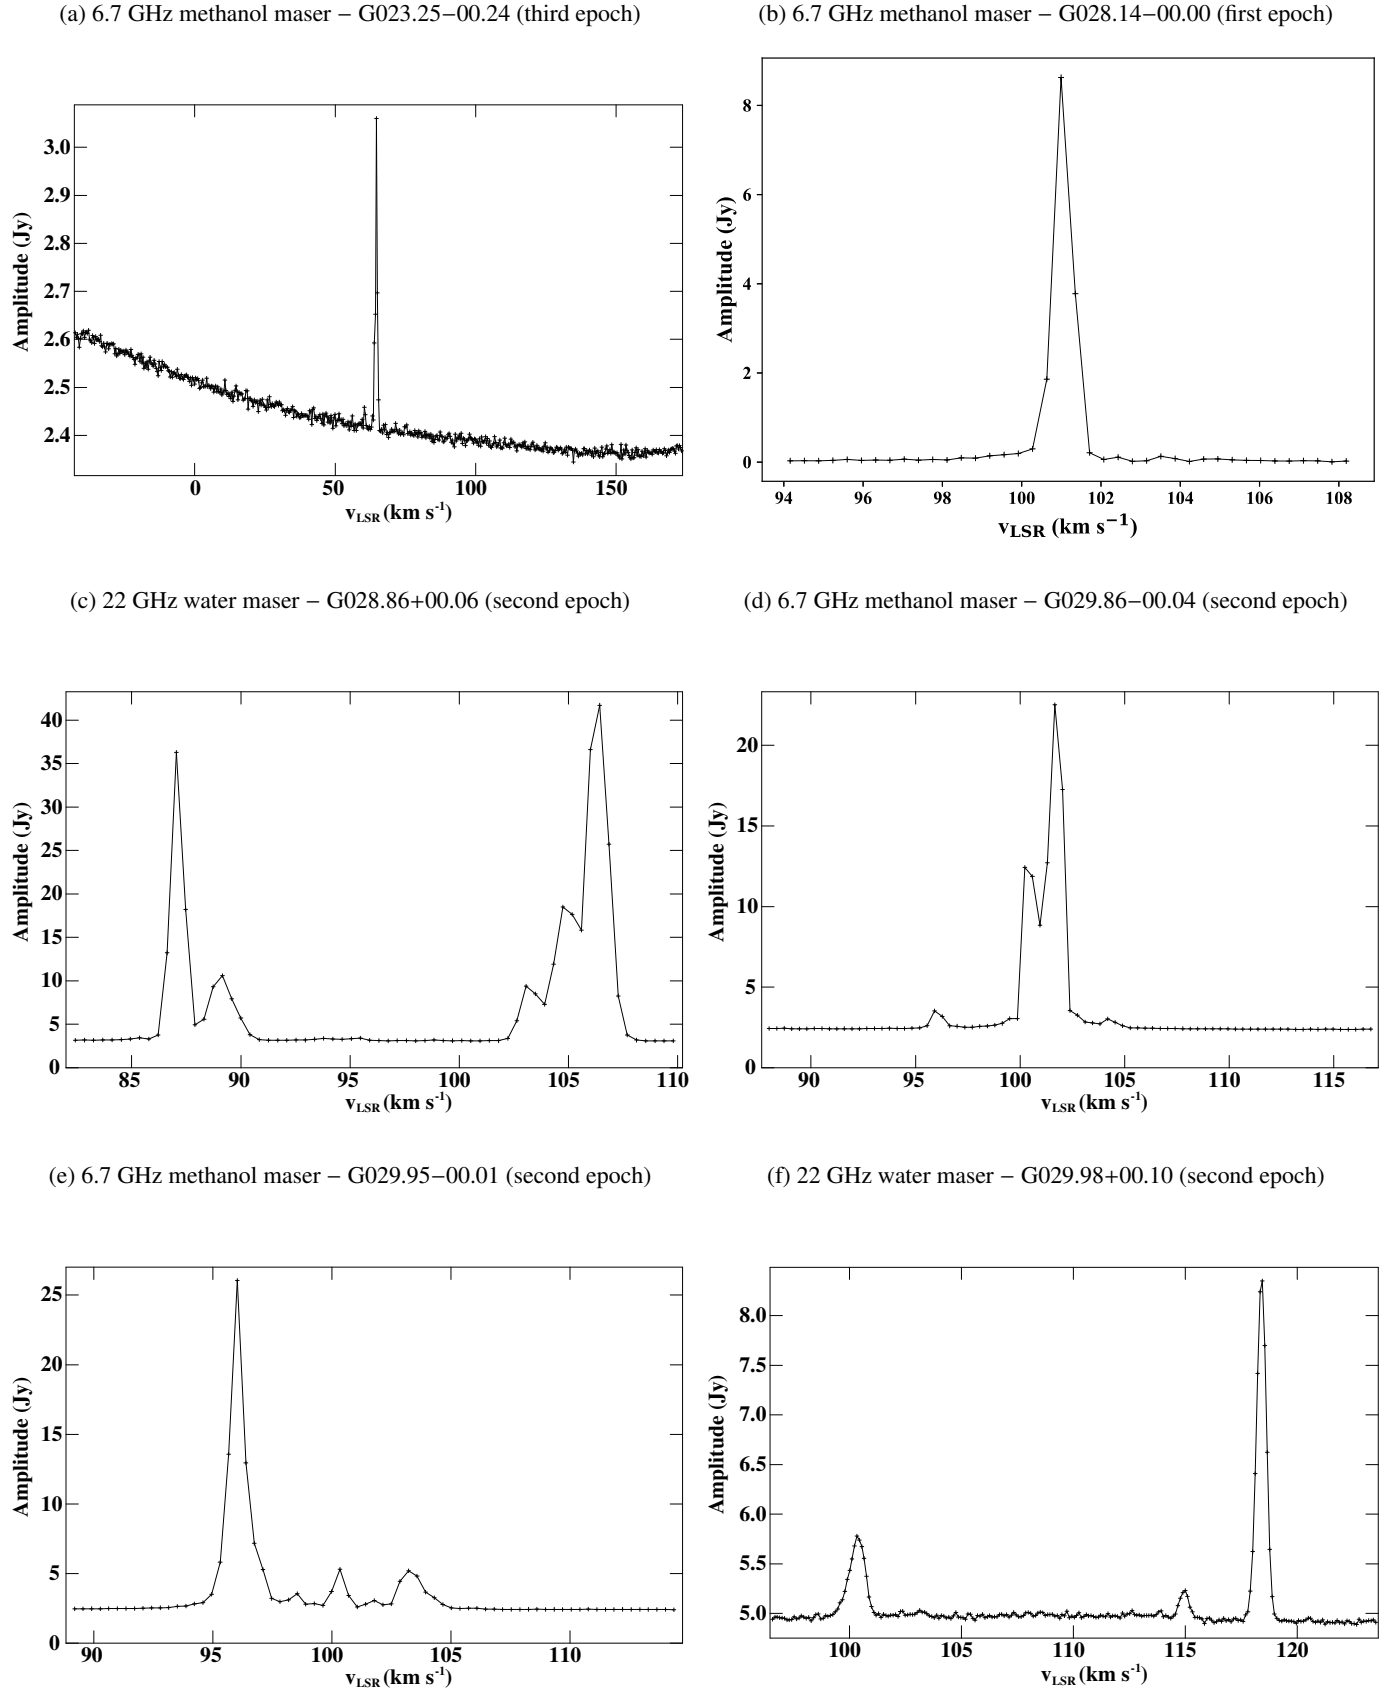 (a) 6.7 GHz methanol maser – G023.25−00.24 (third epoch)
(b) 6.7 GHz methanol maser – G028.14−00.00 (first epoch)
3.0
2.9
2.8
2.7
2.6
2.5
2.4
Amplitude (Jy)
0 50 100 150
vLSR (km s-1)
8
6
4
2
0
Amplitude (Jy)
94 96 98 100 102 104 106 108
vLSR (km s−1)
(c) 22 GHz water maser – G028.86+00.06 (second epoch)
(d) 6.7 GHz methanol maser – G029.86−00.04 (second epoch)
40
35
30
25
20
15
10
5
0
Amplitude (Jy)
85 90 95 100 105 110
vLSR (km s-1)
20
15
10
5
0
Amplitude (Jy)
90 95 100 105 110 115
vLSR (km s-1)
(e) 6.7 GHz methanol maser – G029.95−00.01 (second epoch)
(f) 22 GHz water maser – G029.98+00.10 (second epoch)
25
20
15
10
5
0
Amplitude (Jy)
90 95 100 105 110
vLSR (km s-1)
8.0
7.5
7.0
6.5
6.0
5.5
5.0
Amplitude (Jy)
100 105 110 115 120
vLSR (km s-1)